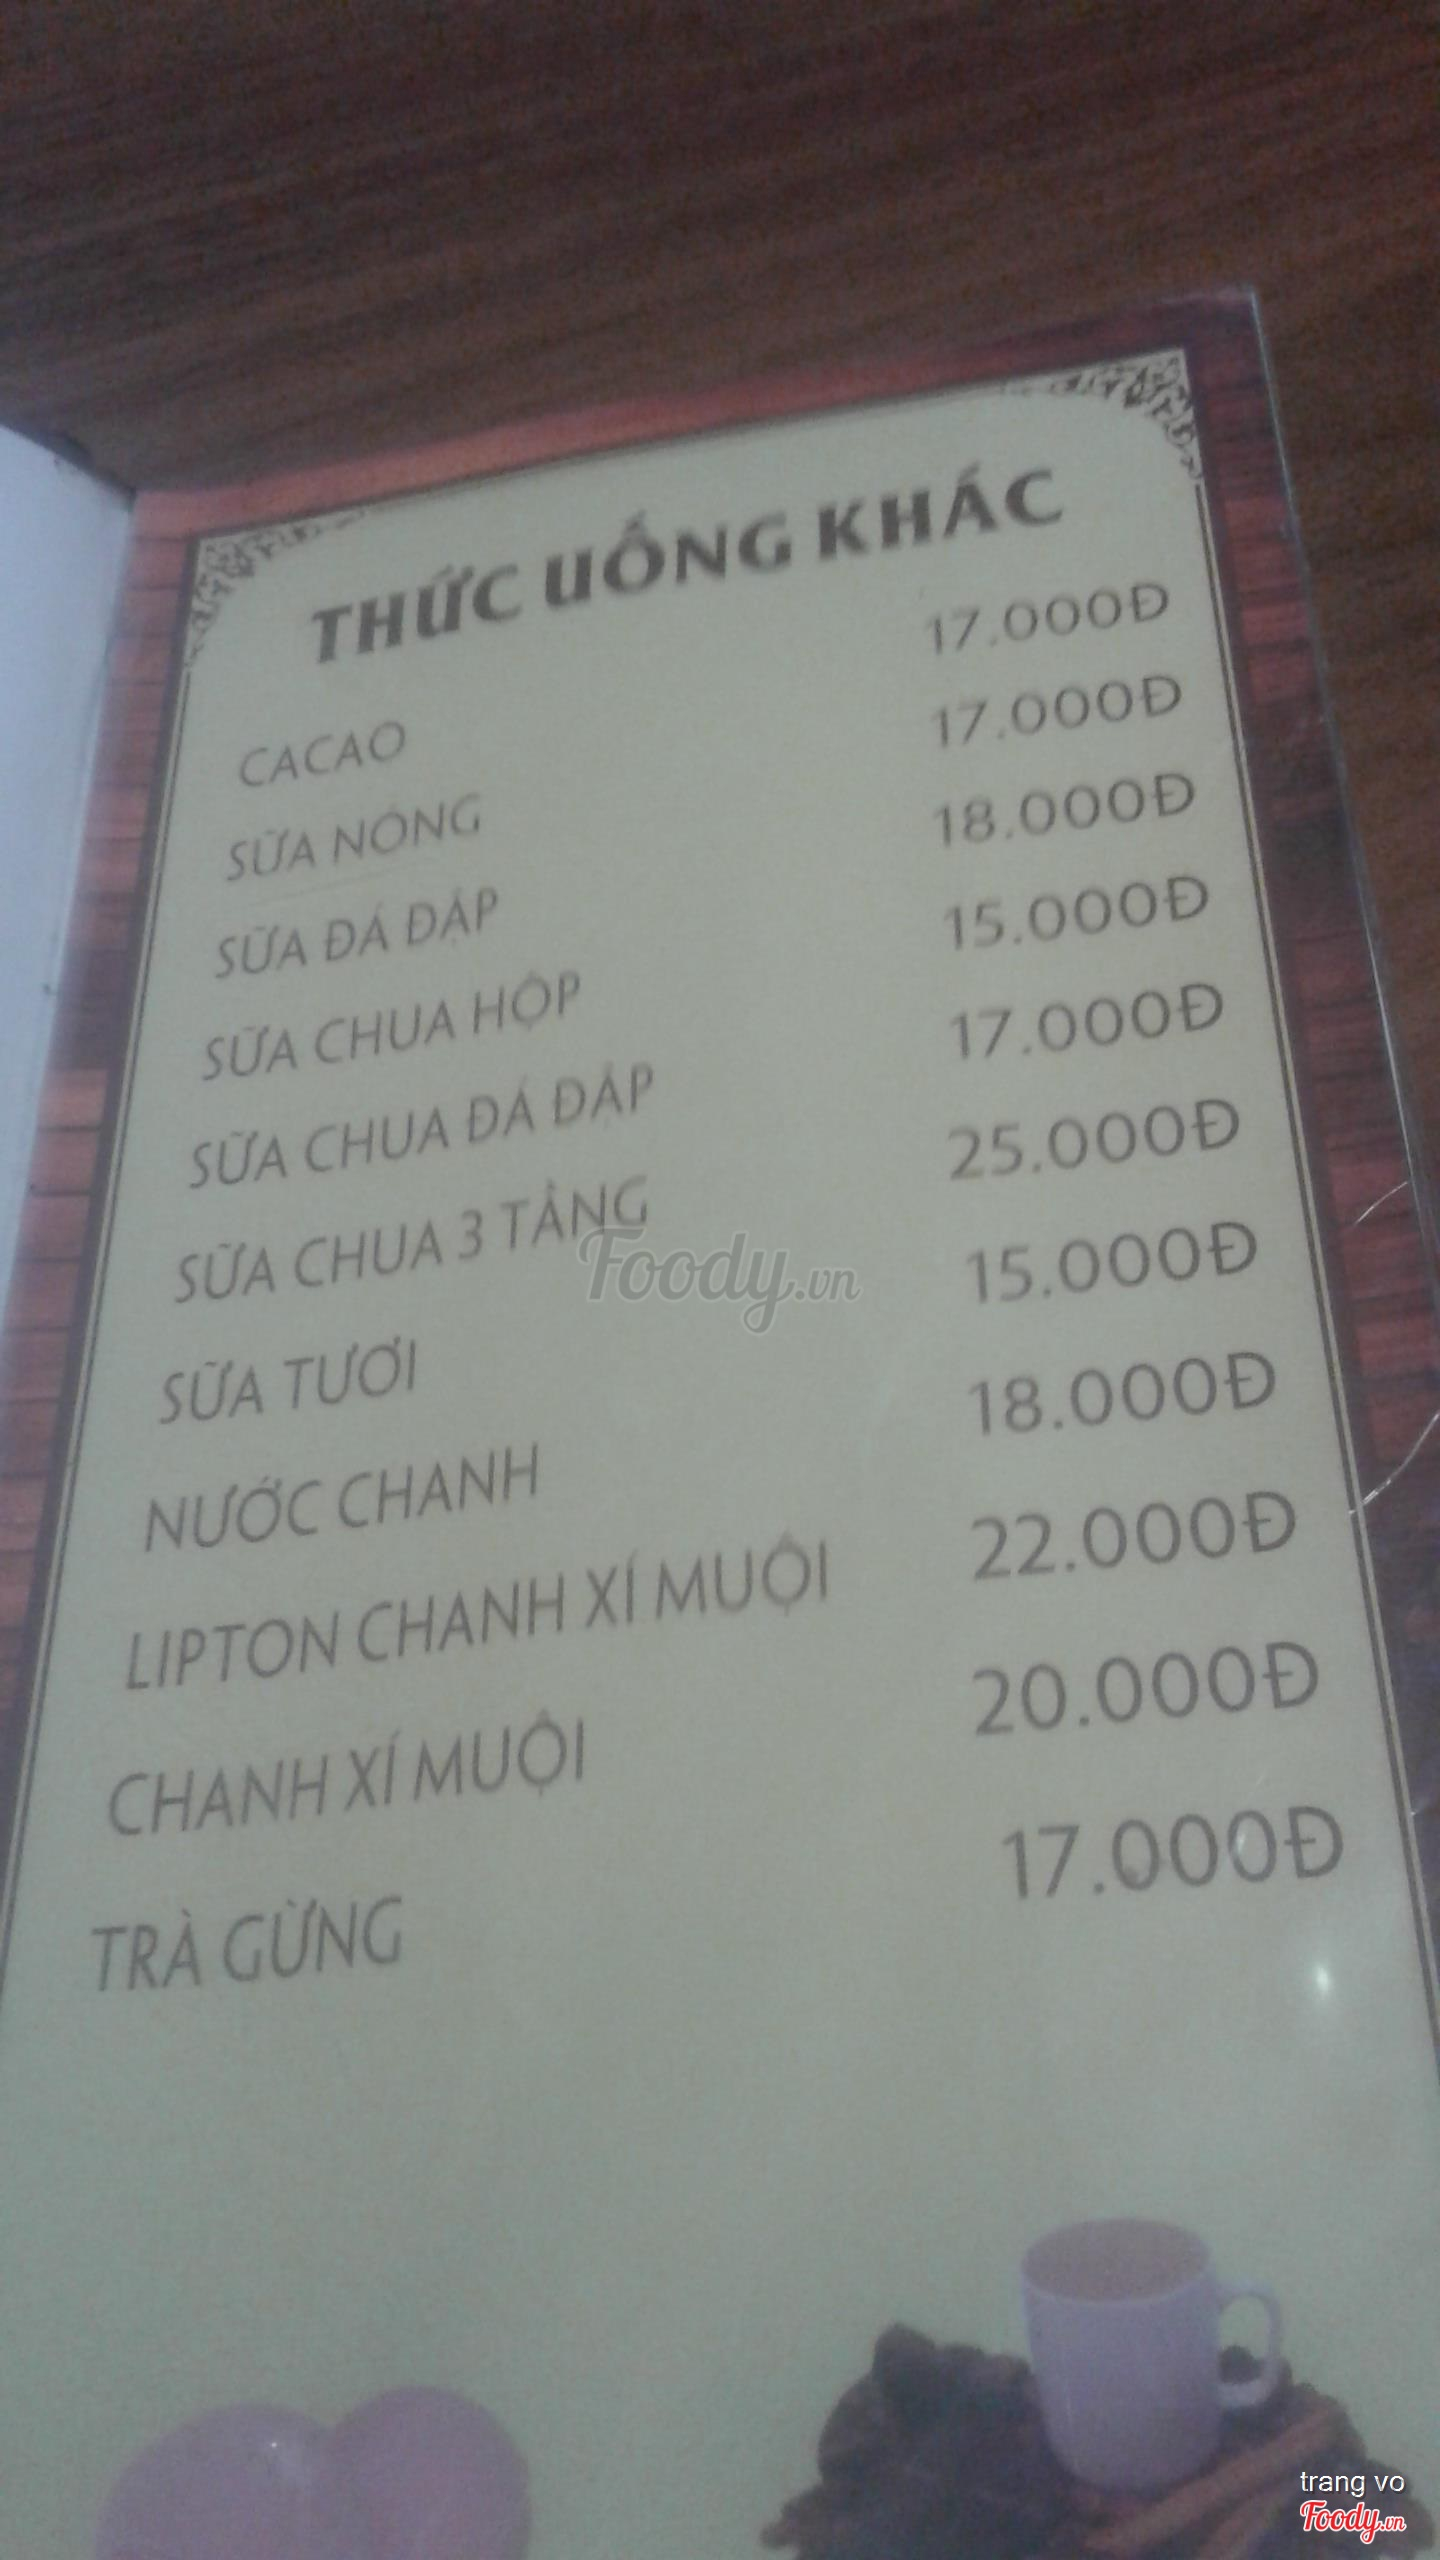 THỨC UỐNG KHÁC
CACAO 17.000Đ
SỮA NÓNG 17.000Đ
SỮA ĐÁ ĐẬP 18.000Đ
SỮA CHUA HỘP 15.000Đ
SỮA CHUA ĐÁ ĐẬP 17.000Đ
SỮA CHUA 3 TẦNG 25.000Đ
SỮA TƯƠI 15.000Đ
NƯỚC CHANH 18.000Đ
LIPTON CHANH XÍ MUỘI 22.000Đ
CHANH XÍ MUỘI 20.000Đ
TRÀ GỪNG 17.000Đ
Foody.vn
trang vo
Foody.vn